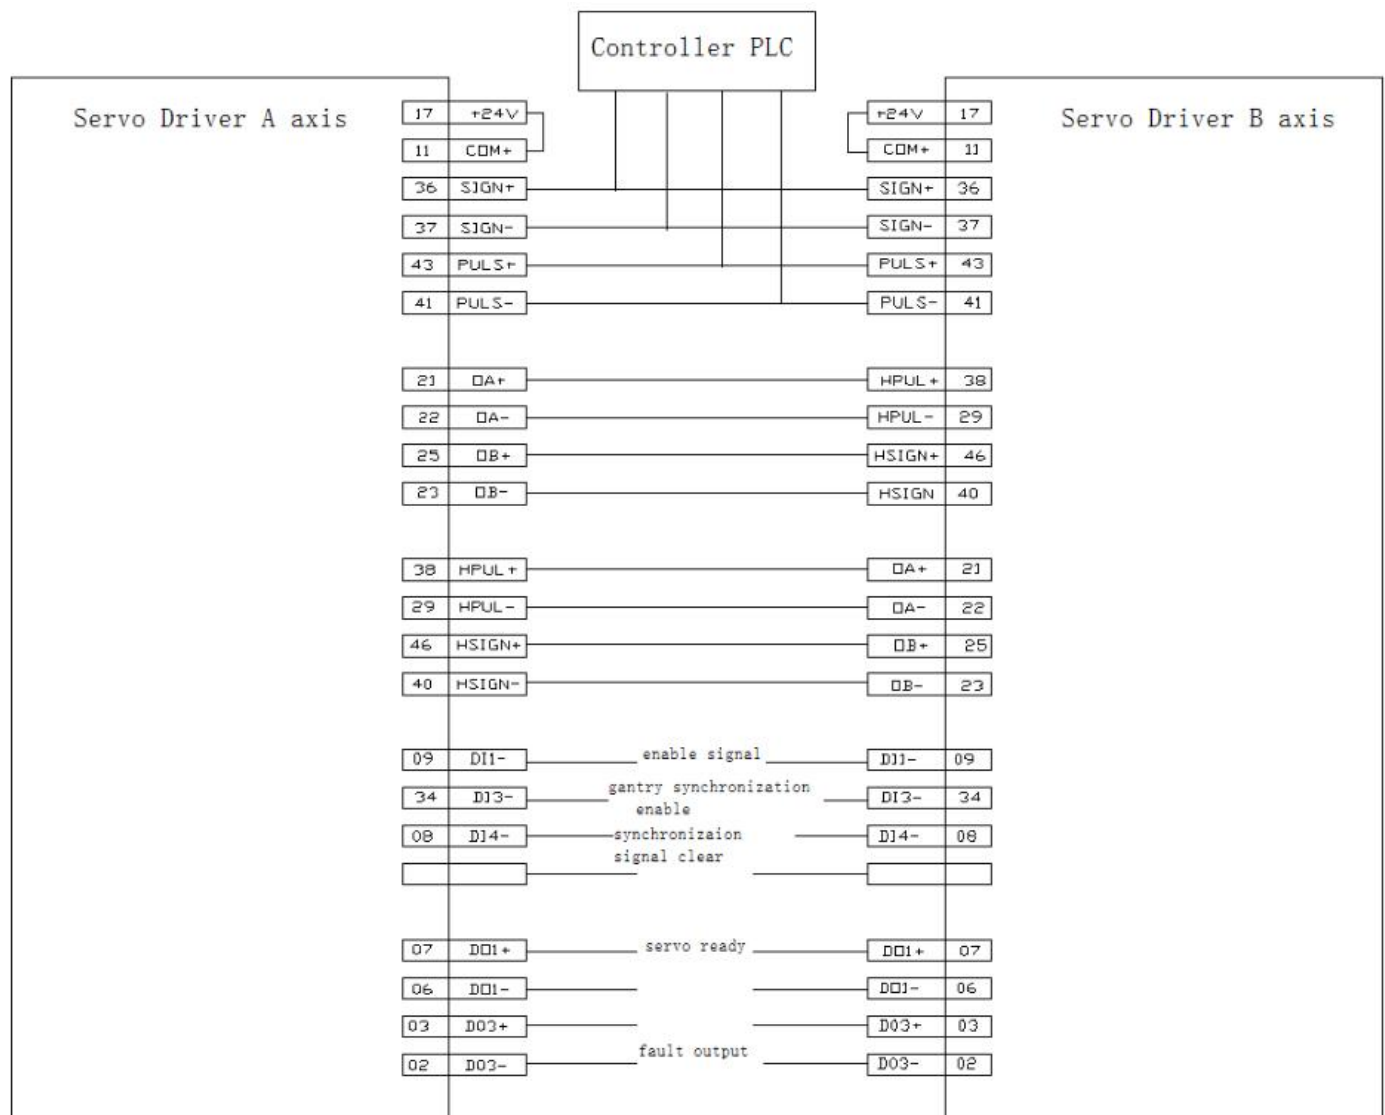 Controller PLC
Servo Driver A axis
Servo Driver B axis
17 +24V
+24V 17
11 COM+
COM+ 11
36 SIGN+
SIGN+ 36
37 SIGN-
SIGN- 37
43 PULS+
PULS+ 43
41 PULS-
PULS- 41
21 OA+
HPUL+ 38
22 OA-
HPUL- 29
25 OB+
HSIGN+ 46
23 OB-
HSIGN 40
38 HPUL+
OA+ 21
29 HPUL-
OA- 22
46 HSIGN+
OB+ 25
40 HSIGN-
OB- 23
09 DI1-
enable signal
DI1- 09
34 DI3-
gantry synchronization
enable
DI3- 34
08 DI4-
synchronizaion
signal clear
DI4- 08
07 DO1+
servo ready
DO1+ 07
06 DO1-
DO1- 06
03 DO3+
DO3+ 03
02 DO3-
fault output
DO3- 02